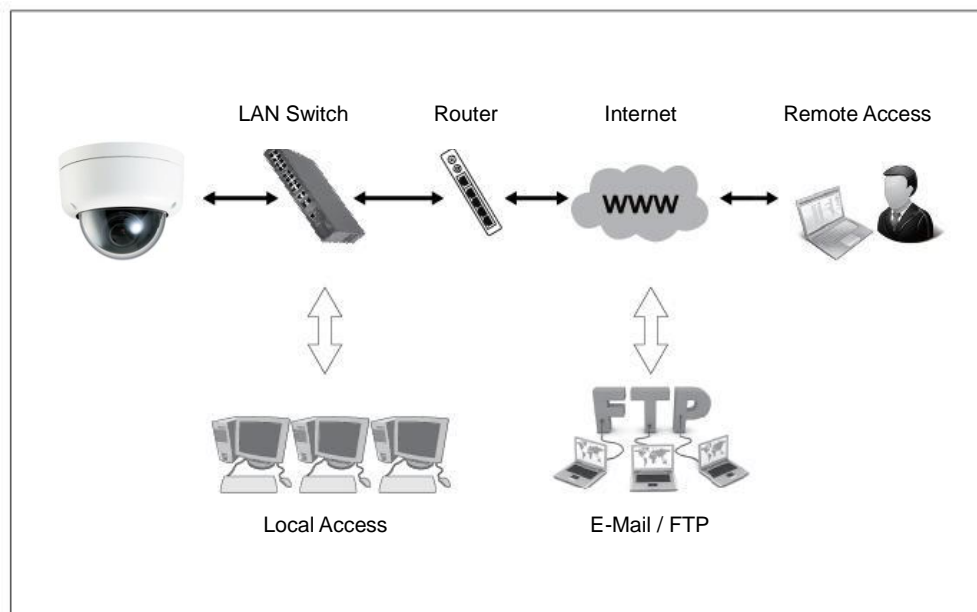 LAN Switch
Router
Internet
Remote Access
WWW
FTP
Local Access
E-Mail / FTP